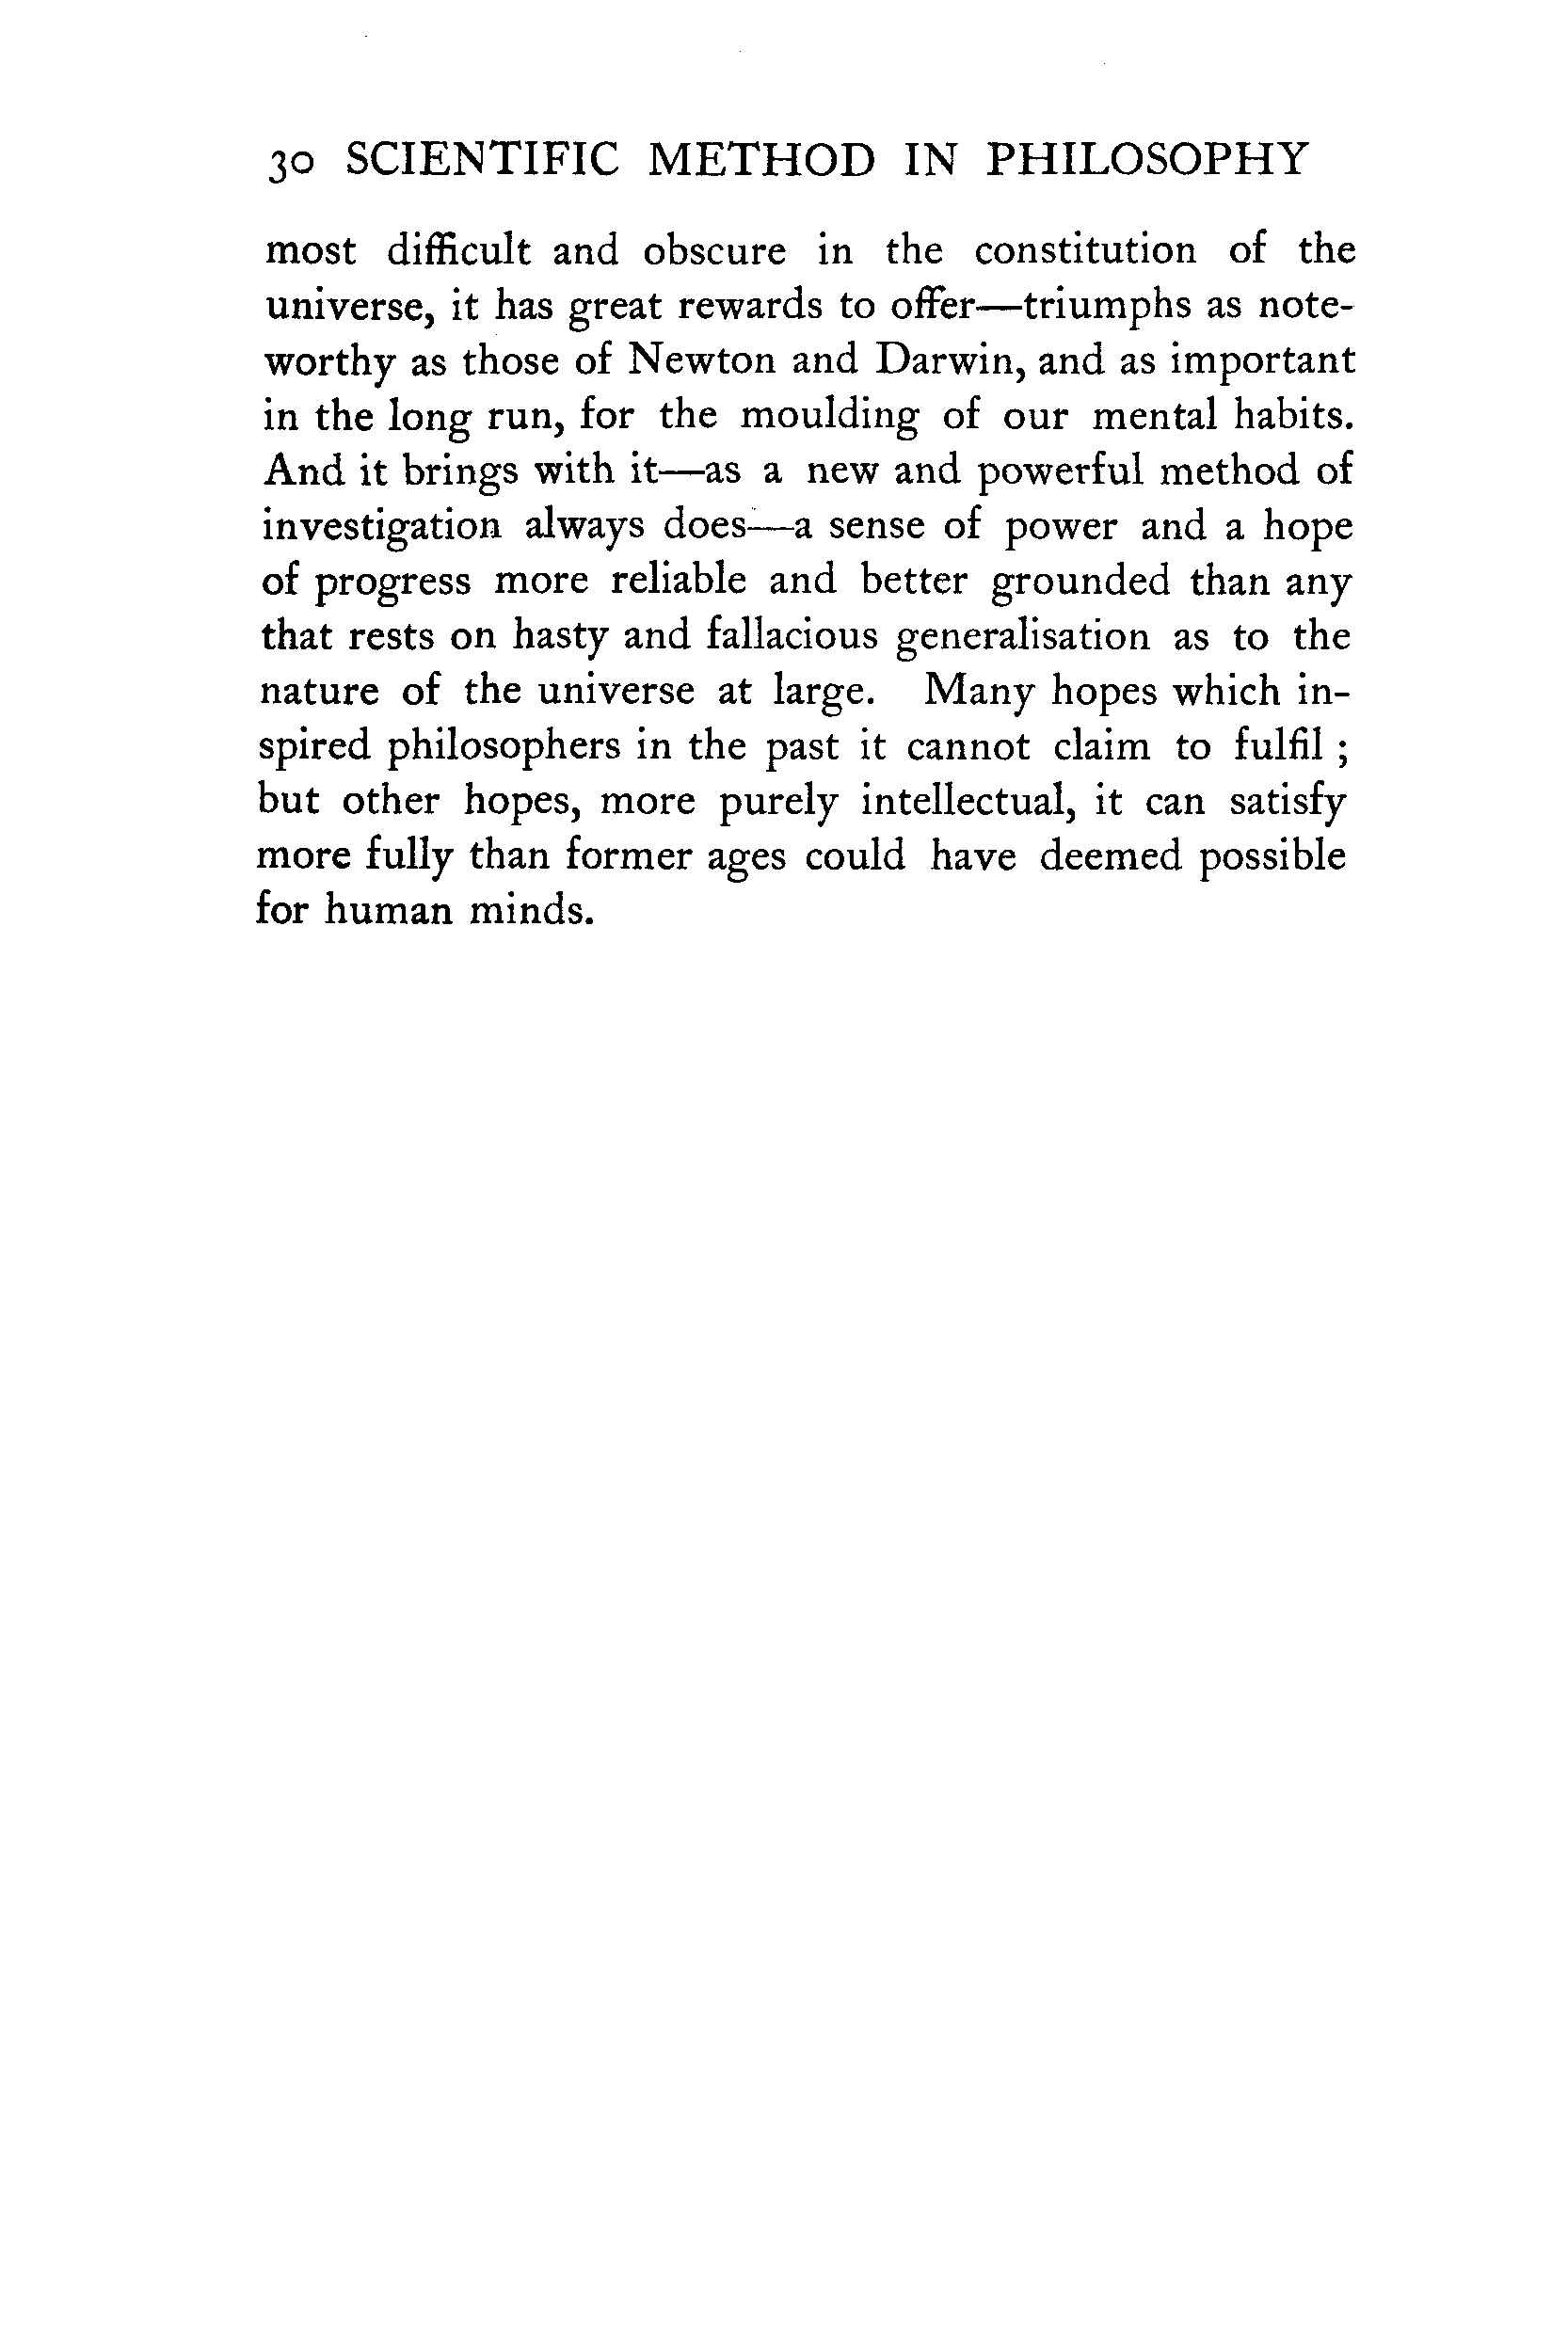 30 SCIENTIFIC METHOD IN PHILOSOPHY
most difficult and obscure in the constitution of the
universe, it has great rewards to offer—triumphs as note-
worthy as those of Newton and Darwin, and as important
in the long run, for the moulding of our mental habits.
And it brings with it—as a new and powerful method of
investigation always does—a sense of power and a hope
of progress more reliable and better grounded than any
that rests on hasty and fallacious generalisation as to the
nature of the universe at large. Many hopes which in-
spired philosophers in the past it cannot claim to fulfil ;
but other hopes, more purely intellectual, it can satisfy
more fully than former ages could have deemed possible
for human minds.